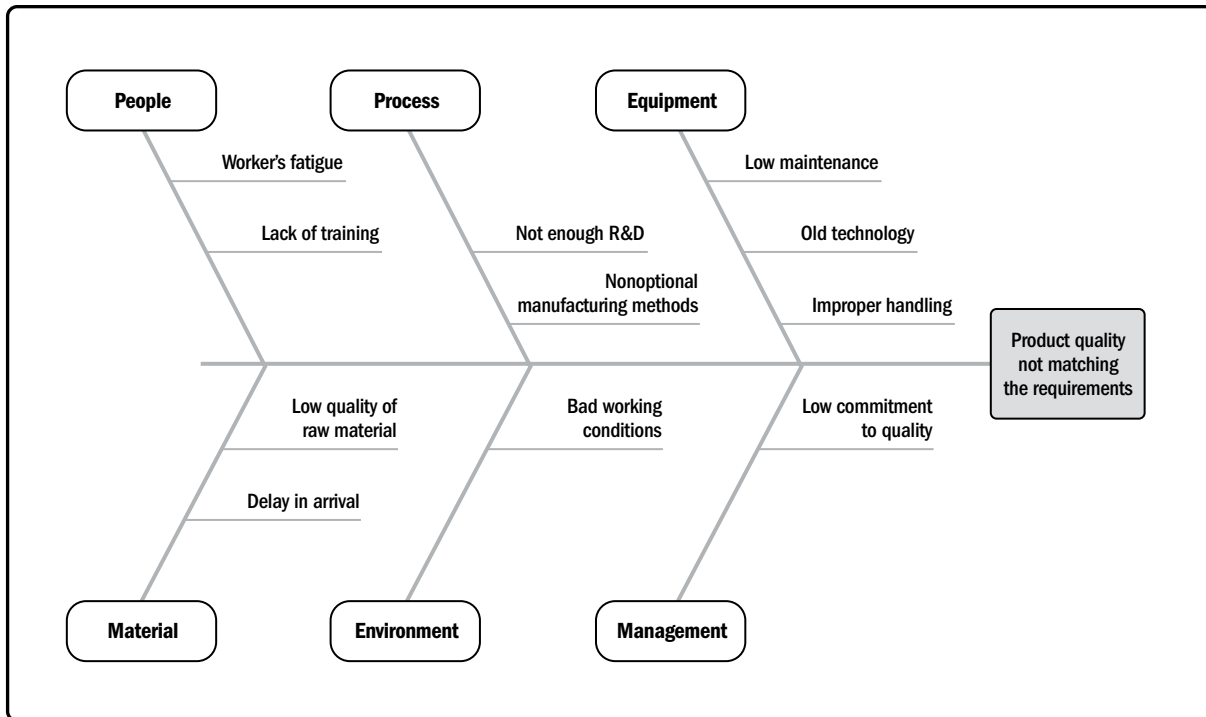 People
Process
Equipment
Worker's fatigue
Low maintenance
Lack of training
Not enough R&D
Old technology
Nonoptional
manufacturing methods
Improper handling
Product quality
not matching
the requirements
Low quality of
raw material
Bad working
conditions
Low commitment
to quality
Delay in arrival
Material
Environment
Management